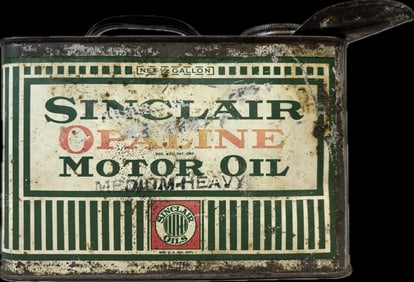 NET ½ GALLON
SINCLAIR
OPALINE
MOTOR OIL
MEDIUM-HEAVY
SINCLAIR
OILS